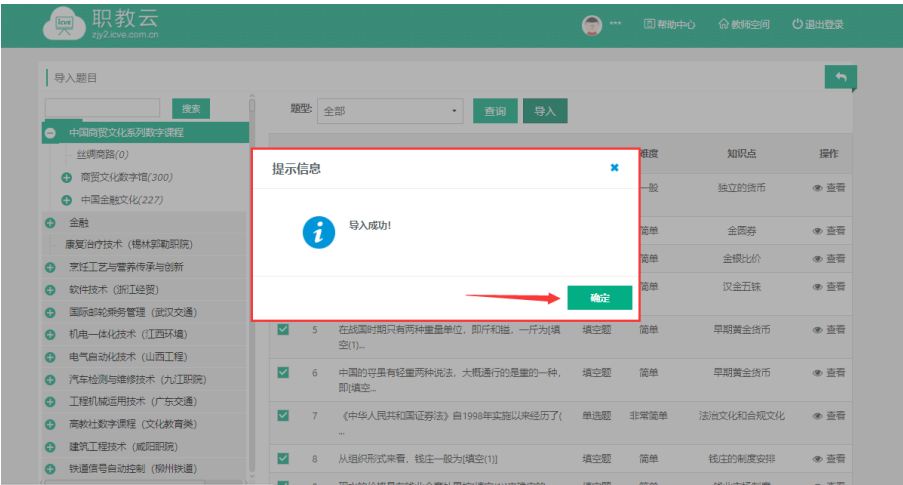 icve
职教云
zjy2.icve.com.cn
***
帮助中心
教师空间
退出登录
导入题目
搜索
题型:
全部
查询
导入
中国商贸文化系列数字课程
丝绸商路(0)
商贸文化数字馆(300)
中国金融文化(227)
金融
康复治疗技术（锡林郭勒职院）
烹饪工艺与营养传承与创新
软件技术（浙江经贸）
国际邮轮乘务管理（武汉交通）
机电一体化技术（江西环境）
电气自动化技术（山西工程）
汽车检测与维修技术（九江职院）
工程机械运用技术（广东交通）
高教社数字课程（文化教育类）
建筑工程技术（咸阳职院）
铁道信号自动控制（柳州铁道）
难度
知识点
操作
一般
独立的货币
查看
简单
金圆券
查看
简单
金银比价
查看
简单
汉金五铢
查看
提示信息
导入成功!
确定
5
在战国时期只有两种重量单位，即斤和镒，一斤为[填
空(1)...
填空题
简单
早期黄金货币
查看
6
中国的寻景有轻重两种说法，大概通行的是重的一种，
即[填空...
填空题
简单
早期黄金货币
查看
7
《中华人民共和国证券法》自1998年实施以来经历了(
...
单选题
非常简单
法治文化和合规文化
查看
8
从组织形式来看，钱庄一般为[填空(1)]
填空题
简单
钱庄的制度安排
查看